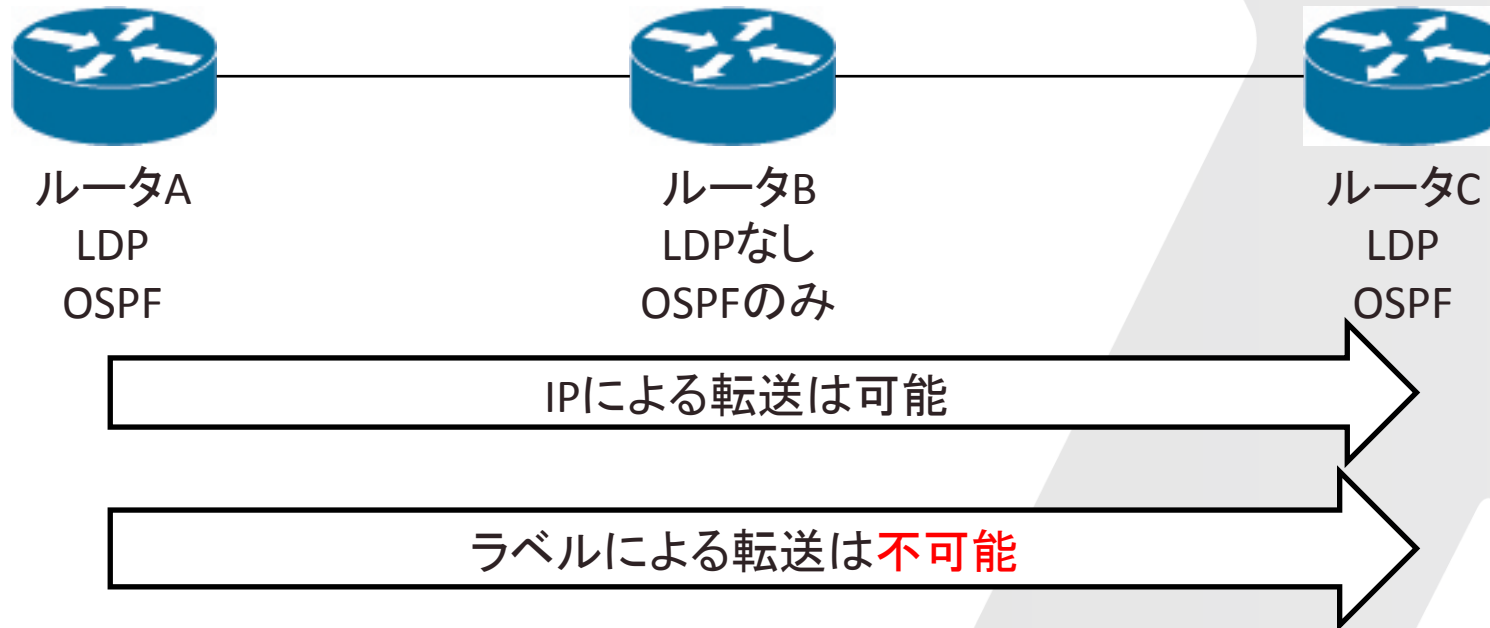 ルータA
LDP
OSPF
ルータB
LDPなし
OSPFのみ
ルータC
LDP
OSPF
IPによる転送は可能
ラベルによる転送は不可能